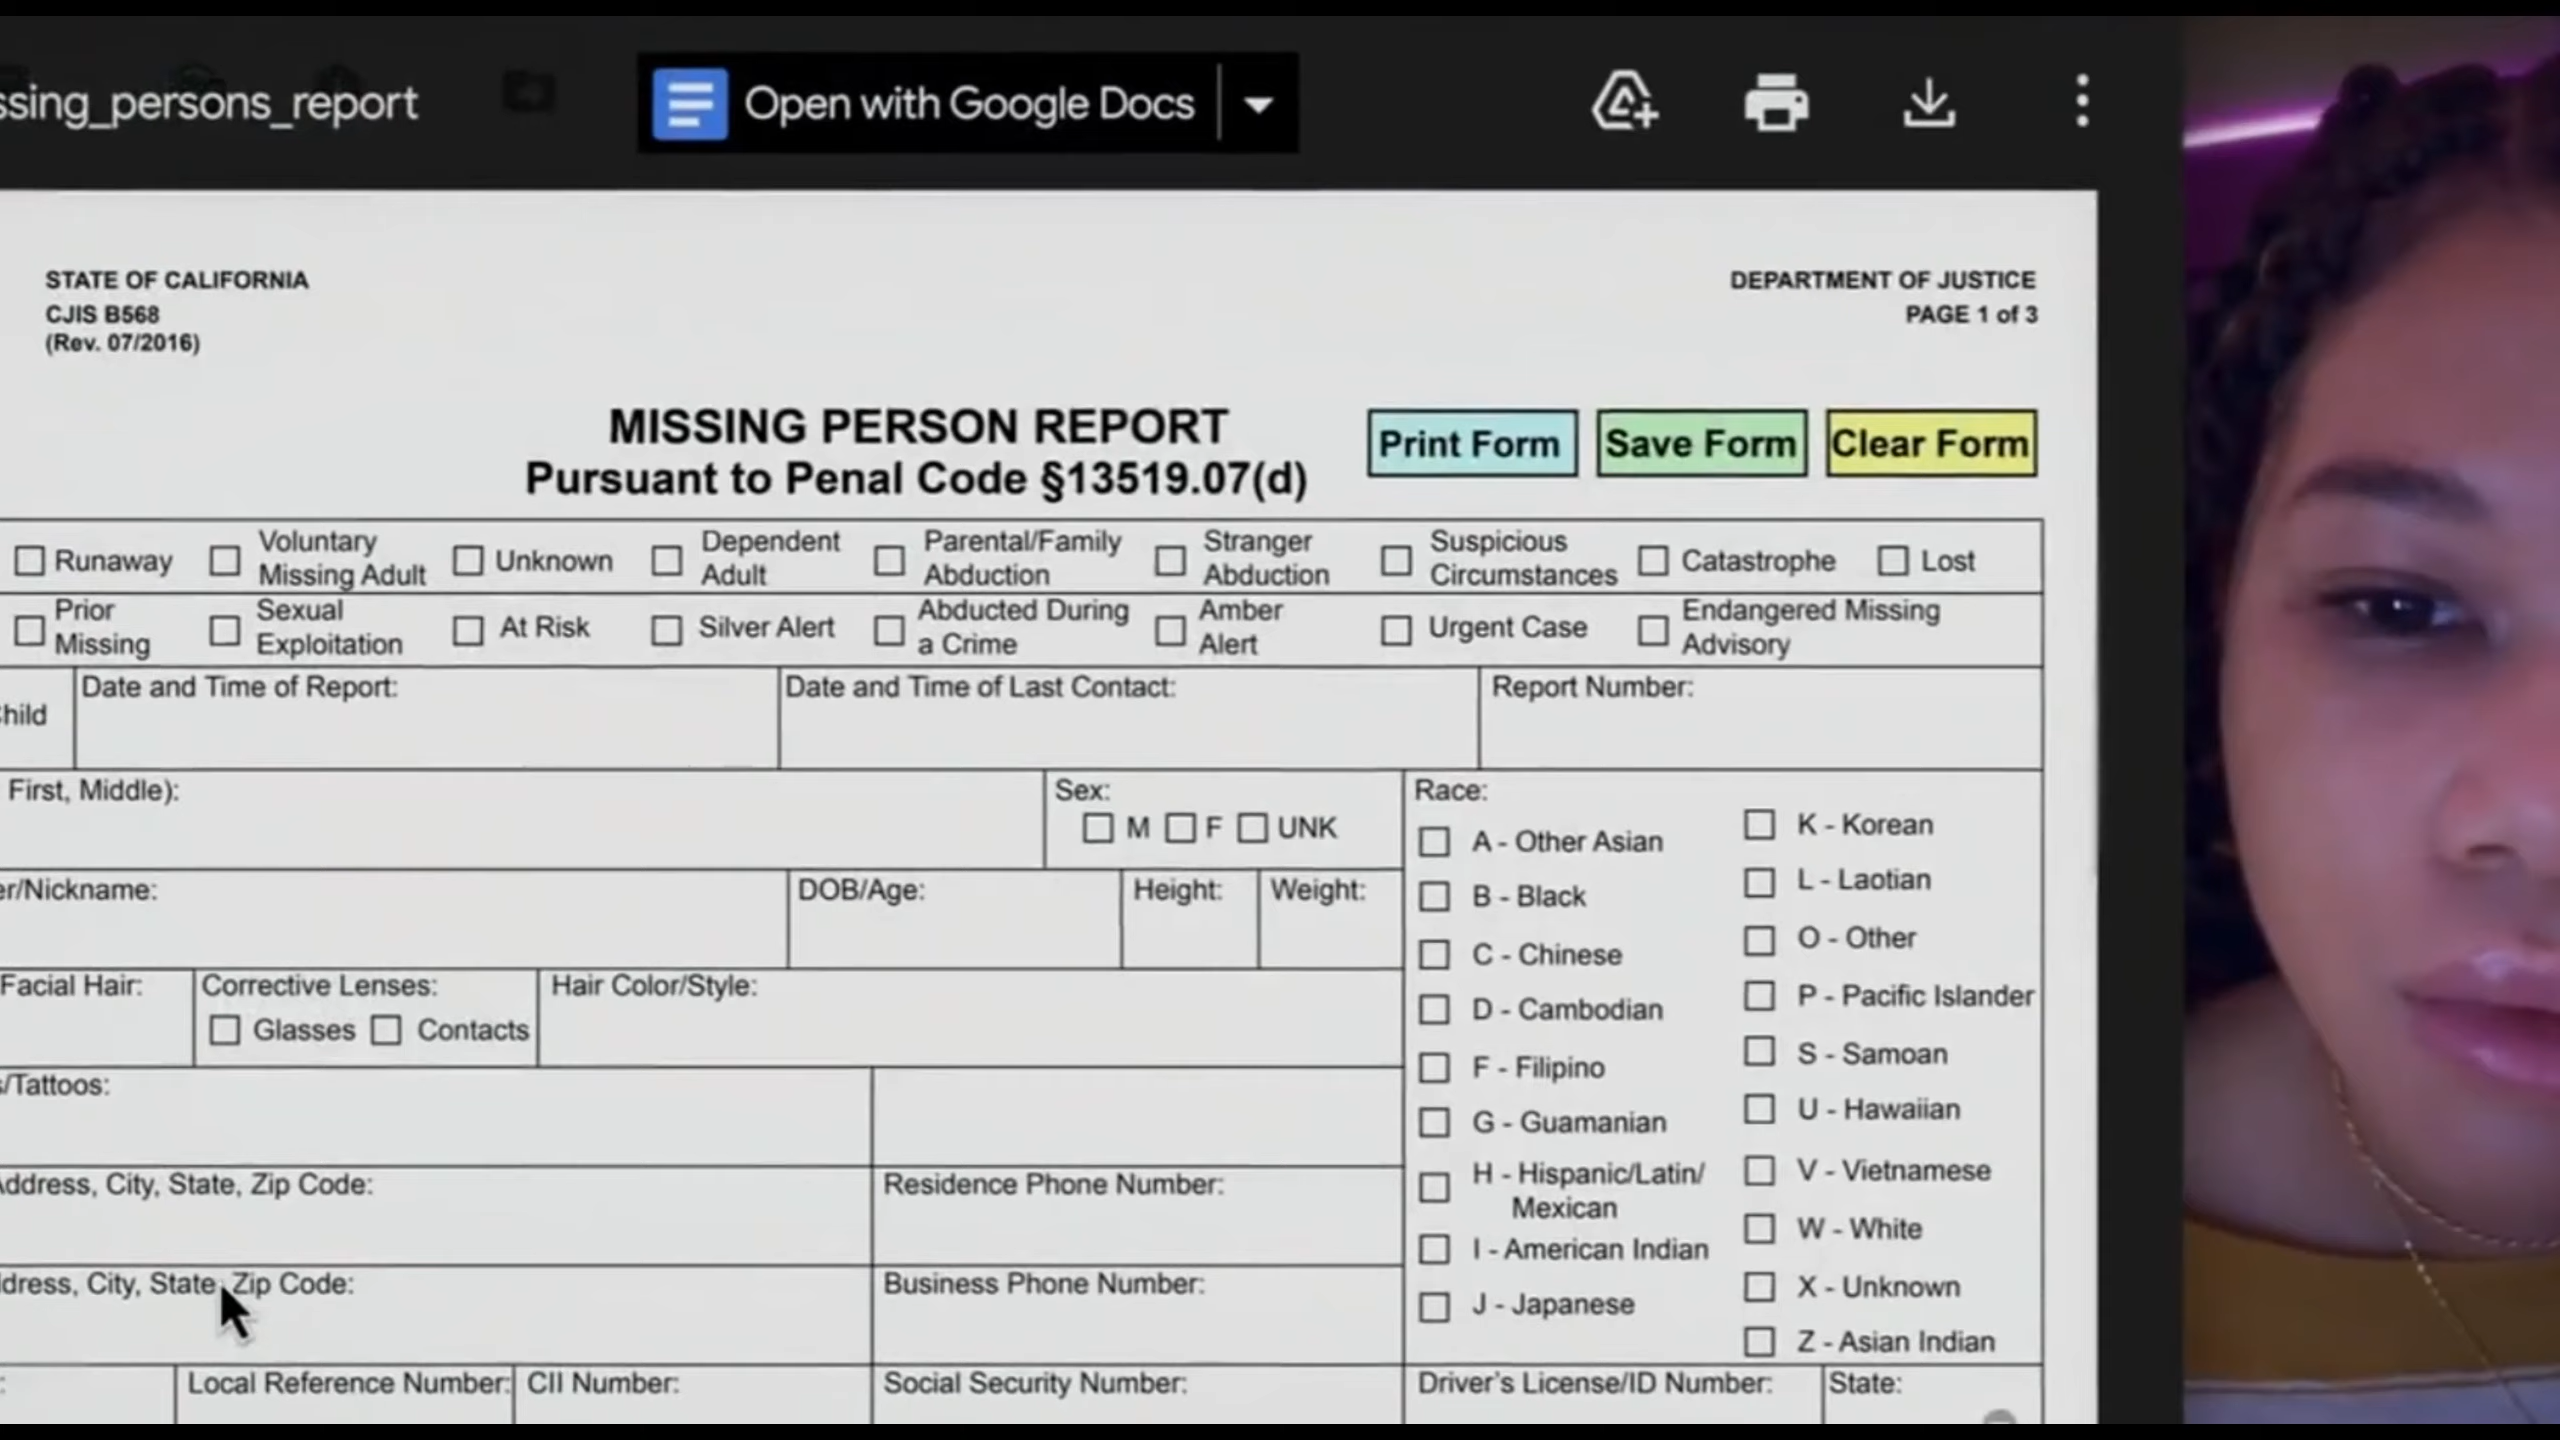 ssing_persons_report
Open with Google Docs
STATE OF CALIFORNIA
CJIS B568
(Rev. 07/2016)
DEPARTMENT OF JUSTICE
PAGE 1 of 3
MISSING PERSON REPORT
Pursuant to Penal Code §13519.07(d)
Print Form
Save Form
Clear Form
Runaway
Voluntary
Missing Adult
Unknown
Dependent
Adult
Parental/Family
Abduction
Stranger
Abduction
Suspicious
Circumstances
Catastrophe
Lost
Prior
Missing
Sexual
Exploitation
At Risk
Silver Alert
Abducted During
a Crime
Amber
Alert
Urgent Case
Endangered Missing
Advisory
hild
Date and Time of Report:
Date and Time of Last Contact:
Report Number:
First, Middle):
Sex:
M F UNK
Race:
A - Other Asian
B - Black
C - Chinese
D - Cambodian
F - Filipino
G - Guamanian
H - Hispanic/Latin/
Mexican
I - American Indian
J - Japanese
K - Korean
L - Laotian
O - Other
P - Pacific Islander
S - Samoan
U - Hawaiian
V - Vietnamese
W - White
X - Unknown
Z - Asian Indian
er/Nickname:
DOB/Age:
Height:
Weight:
Facial Hair:
Corrective Lenses:
Glasses Contacts
Hair Color/Style:
s/Tattoos:
Address, City, State, Zip Code:
Residence Phone Number:
ddress, City, State, Zip Code:
Business Phone Number:
Local Reference Number:
CII Number:
Social Security Number:
Driver's License/ID Number:
State: